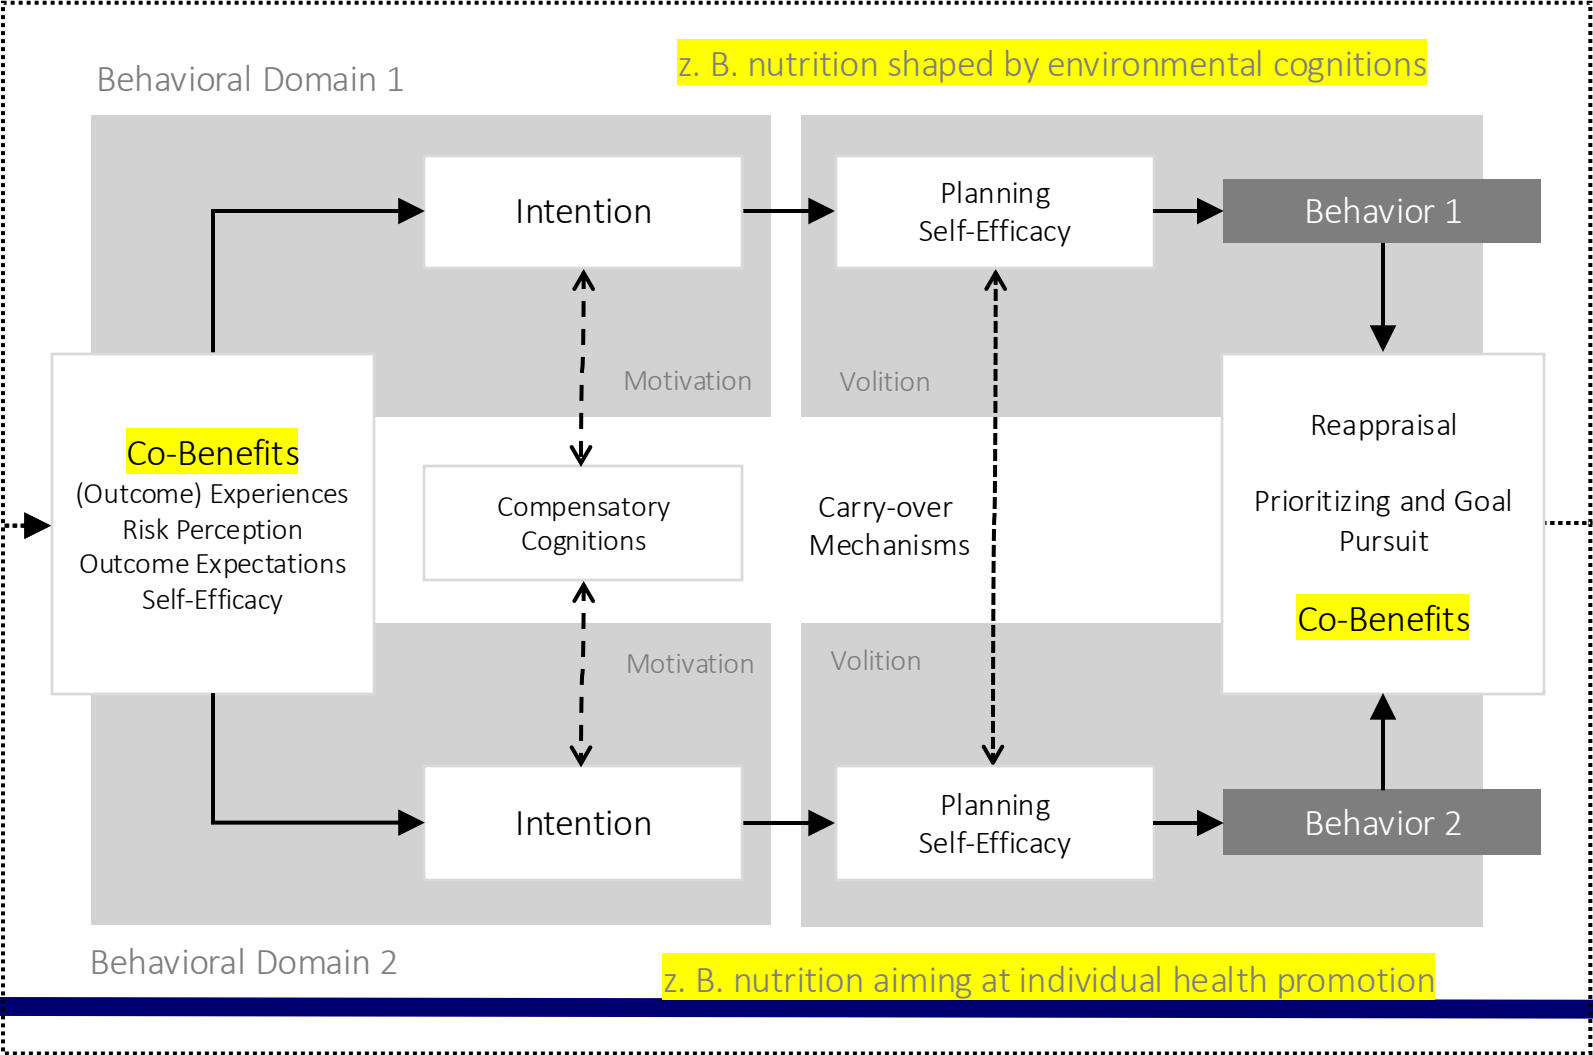 Behavioral Domain 1
z. B. nutrition shaped by environmental cognitions
Intention
Planning
Self-Efficacy
Behavior 1
Motivation
Volition
Co-Benefits
(Outcome) Experiences
Risk Perception
Outcome Expectations
Self-Efficacy
Compensatory
Cognitions
Carry-over
Mechanisms
Reappraisal
Prioritizing and Goal
Pursuit
Co-Benefits
Motivation
Volition
Intention
Planning
Self-Efficacy
Behavior 2
Behavioral Domain 2
z. B. nutrition aiming at individual health promotion